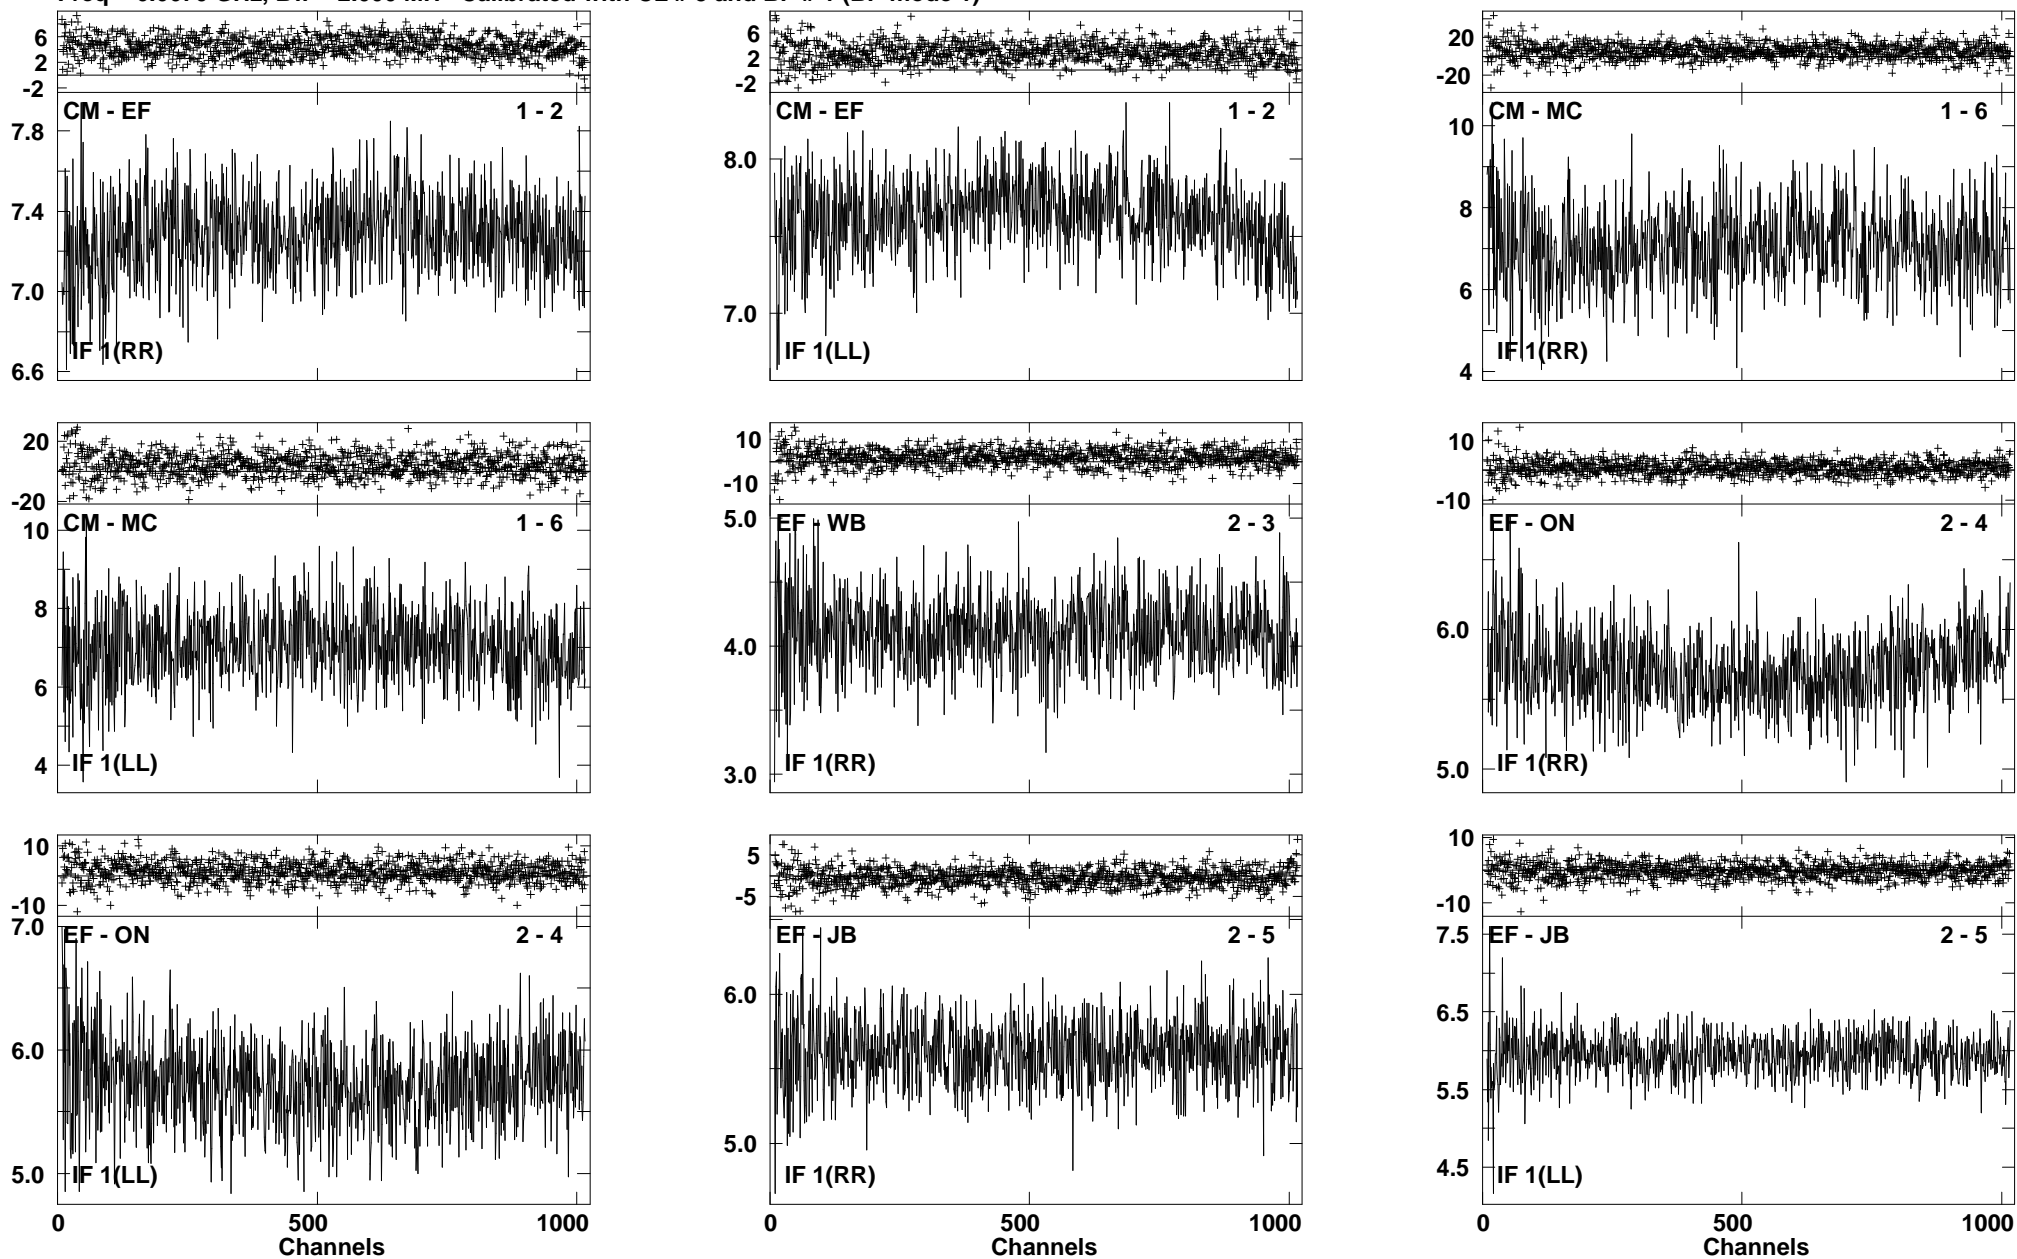 6
2
-2
CM - EF 1 - 2
7.8
7.4
7.0
6.6
IF 1(RR)
6
2
-2
CM - EF 1 - 2
8.0
7.0
IF 1(LL)
20
-20
CM - MC 1 - 6
10
8
6
4
IF 1(RR)
20
-20
CM - MC 1 - 6
10
8
6
4
IF 1(LL)
10
-10
EF - WB 2 - 3
5.0
4.0
3.0
IF 1(RR)
10
-10
EF - ON 2 - 4
6.0
5.0
IF 1(RR)
10
-10
EF - ON 2 - 4
7.0
6.0
5.0
IF 1(LL)
0 500 1000
Channels
5
-5
EF - JB 2 - 5
6.0
5.0
IF 1(RR)
0 500 1000
Channels
10
-10
EF - JB 2 - 5
7.5
6.5
5.5
4.5
IF 1(LL)
0 500 1000
Channels